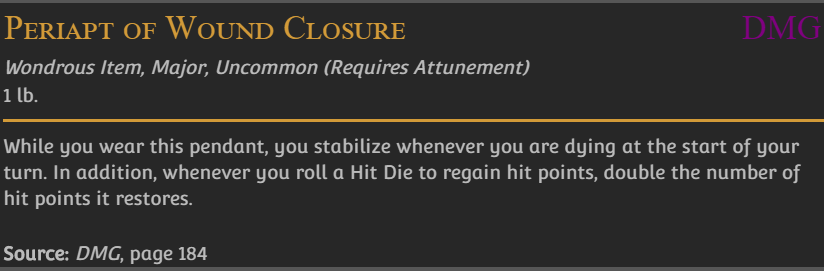 Periapt of Wound Closure DMG
Wondrous Item, Major, Uncommon (Requires Attunement)
1 lb.
While you wear this pendant, you stabilize whenever you are dying at the start of your
turn. In addition, whenever you roll a Hit Die to regain hit points, double the number of
hit points it restores.
Source: DMG, page 184